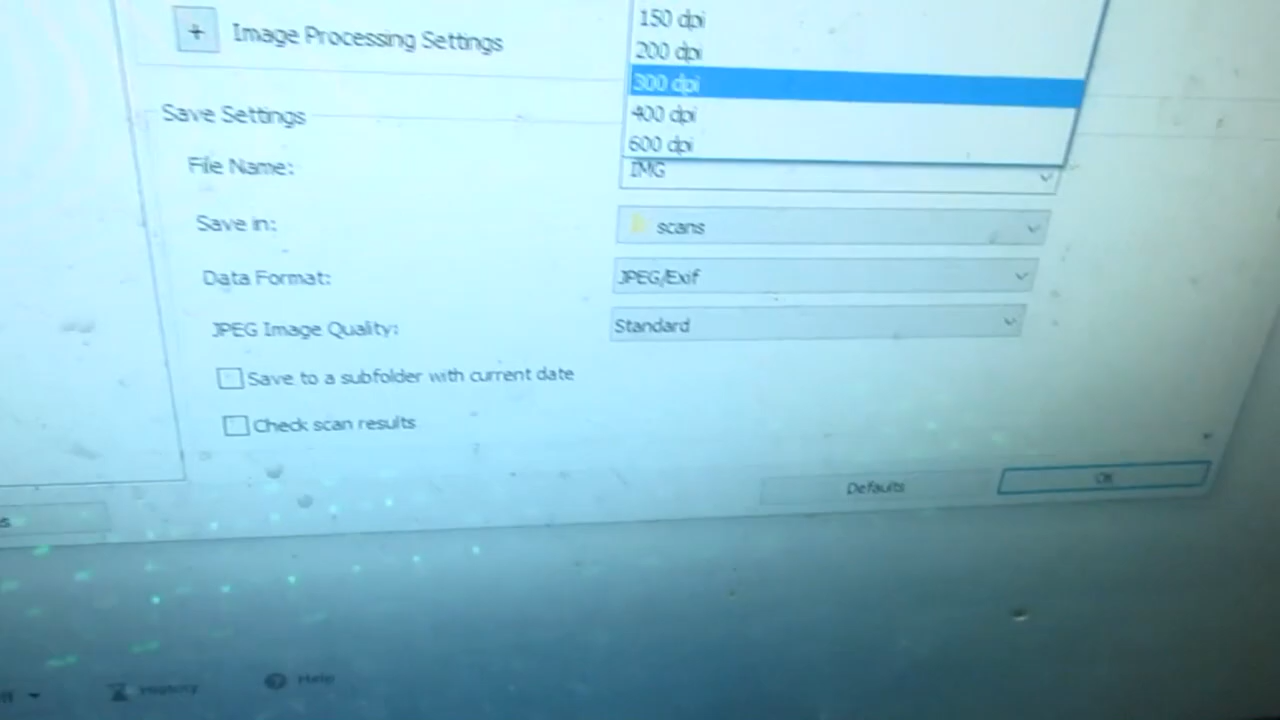 150 dpi
Image Processing Settings
200 dpi
300 dpi
Save Settings
400 dpi
600 dpi
File Name: IMG
Save in: scans
Data Format: JPEG/Exif
JPEG Image Quality: Standard
Save to a subfolder with current date
Check scan results
Defaults OK
s
History Help